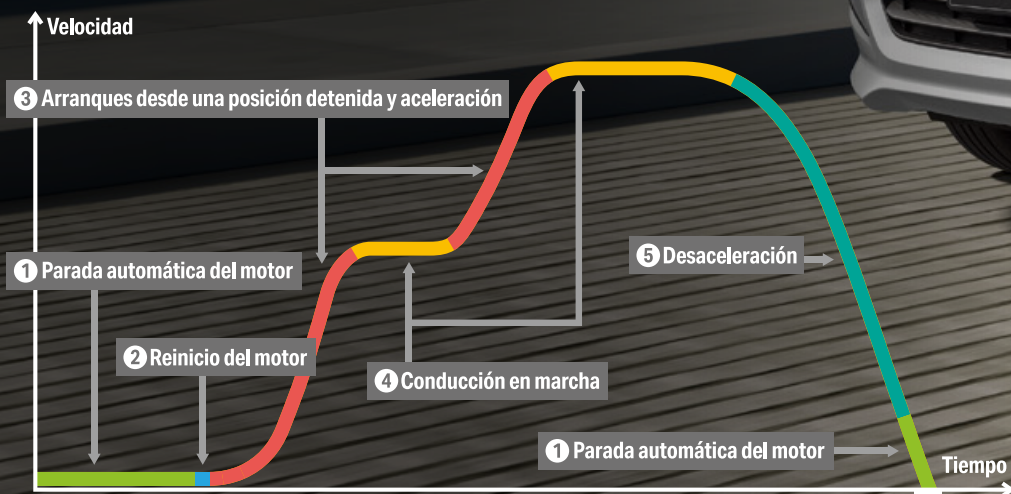 Velocidad
3 Arranques desde una posición detenida y aceleración
1 Parada automática del motor
2 Reinicio del motor
4 Conducción en marcha
5 Desaceleración
1 Parada automática del motor
Tiempo